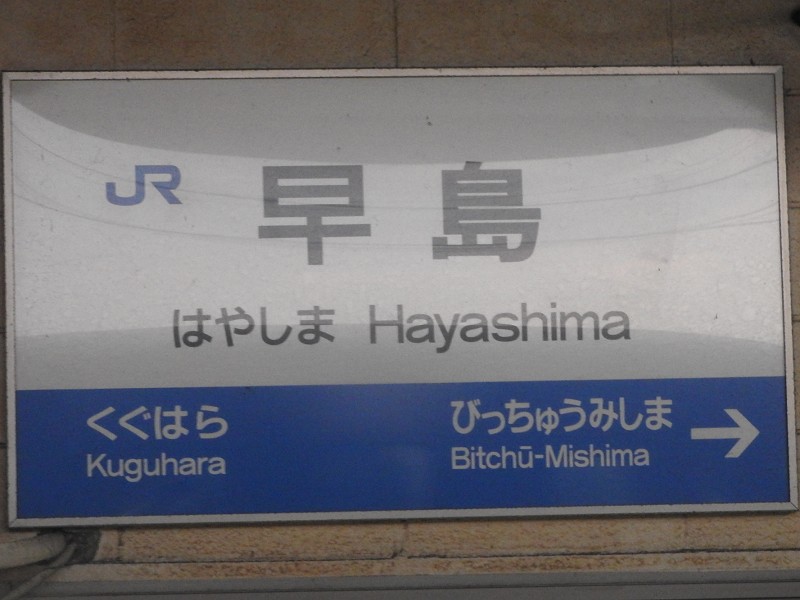 JR 早島
はやしま Hayashima
くぐはら びっちゅうみしま →
Kuguhara Bitchū-Mishima